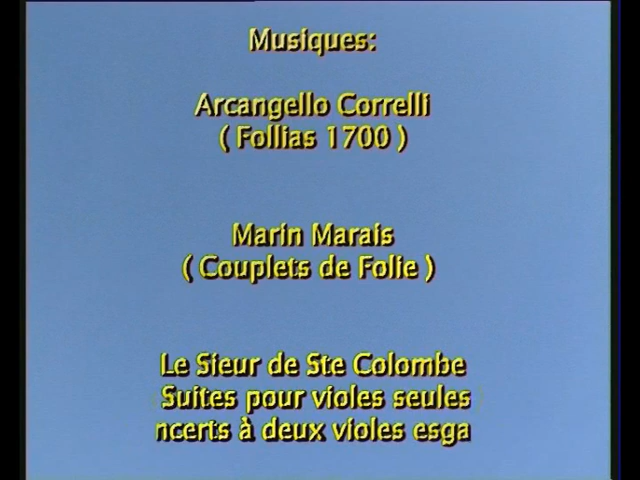 Musiques:
Arcangello Correlli
( Follias 1700 )
Marin Marais
( Couplets de Folie )
Le Sieur de Ste Colombe
Suites pour violes seules
ncerts à deux violes esga